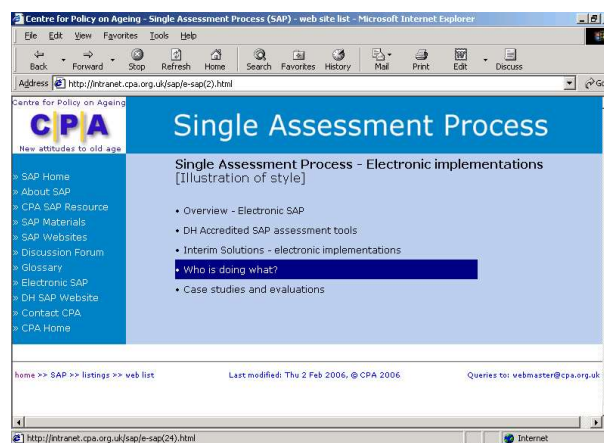 Centre for Policy on Ageing - Single Assessment Process (SAP) - web site list - Microsoft Internet Explorer
File Edit View Favorites Tools Help
Back Forward Stop Refresh Home Search Favorites History Mail Print Edit Discuss
Address http://intranet.cpa.org.uk/sap/e-sap(2).html Go
Centre for Policy on Ageing
CPA
New attitudes to old age
Single Assessment Process
Single Assessment Process - Electronic implementations
[Illustration of style]
» SAP Home
» About SAP
» CPA SAP Resource
» SAP Materials
» SAP Websites
» Discussion Forum
» Glossary
» Electronic SAP
» DH SAP Website
» Contact CPA
» CPA Home
• Overview - Electronic SAP
• DH Accredited SAP assessment tools
• Interim Solutions - electronic implementations
• Who is doing what?
• Case studies and evaluations
home >> SAP >> listings >> web list Last modified: Thu 2 Feb 2006, © CPA 2006 Queries to: webmaster@cpa.org.uk
http://intranet.cpa.org.uk/sap/e-sap(24).html Internet